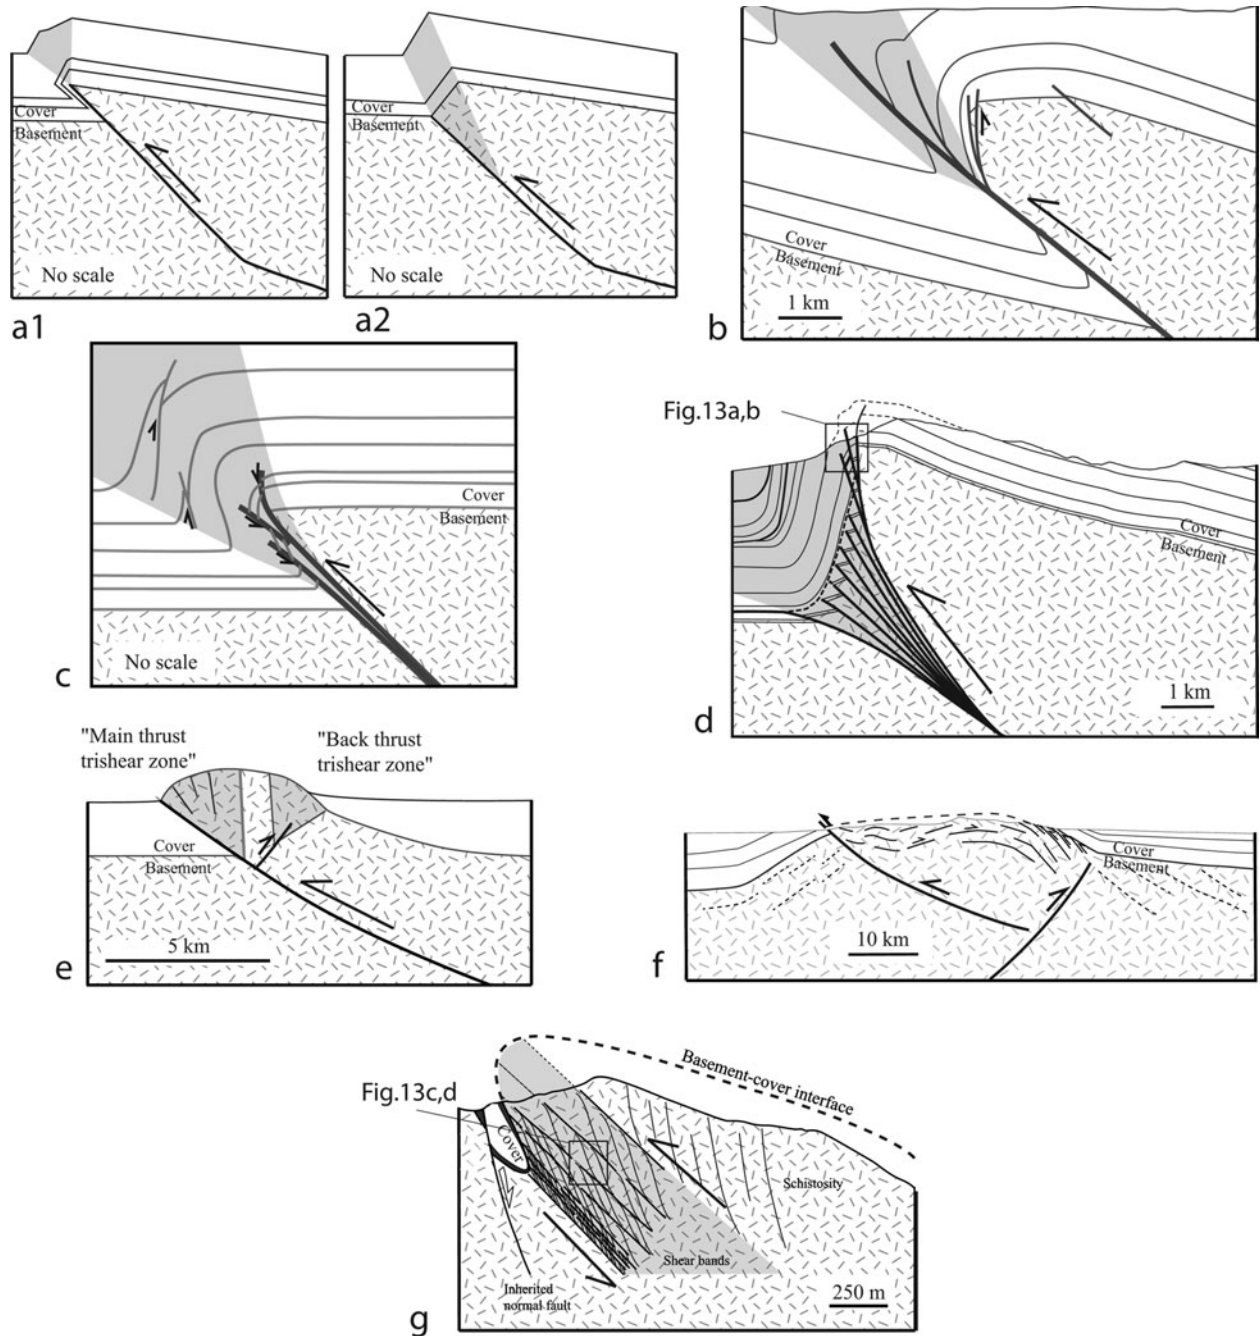 Cover
Basement
No scale
a1
Cover
Basement
No scale
a2
Cover
Basement
1 km
b
Cover
Basement
No scale
c
Fig.13a,b
Cover
Basement
1 km
d
"Main thrust
trishear zone"
"Back thrust
trishear zone"
Cover
Basement
5 km
e
Cover
Basement
10 km
f
Fig.13c,d
Basement-cover interface
Cover
Schistosity
Shear bands
Inherited
normal fault
250 m
g